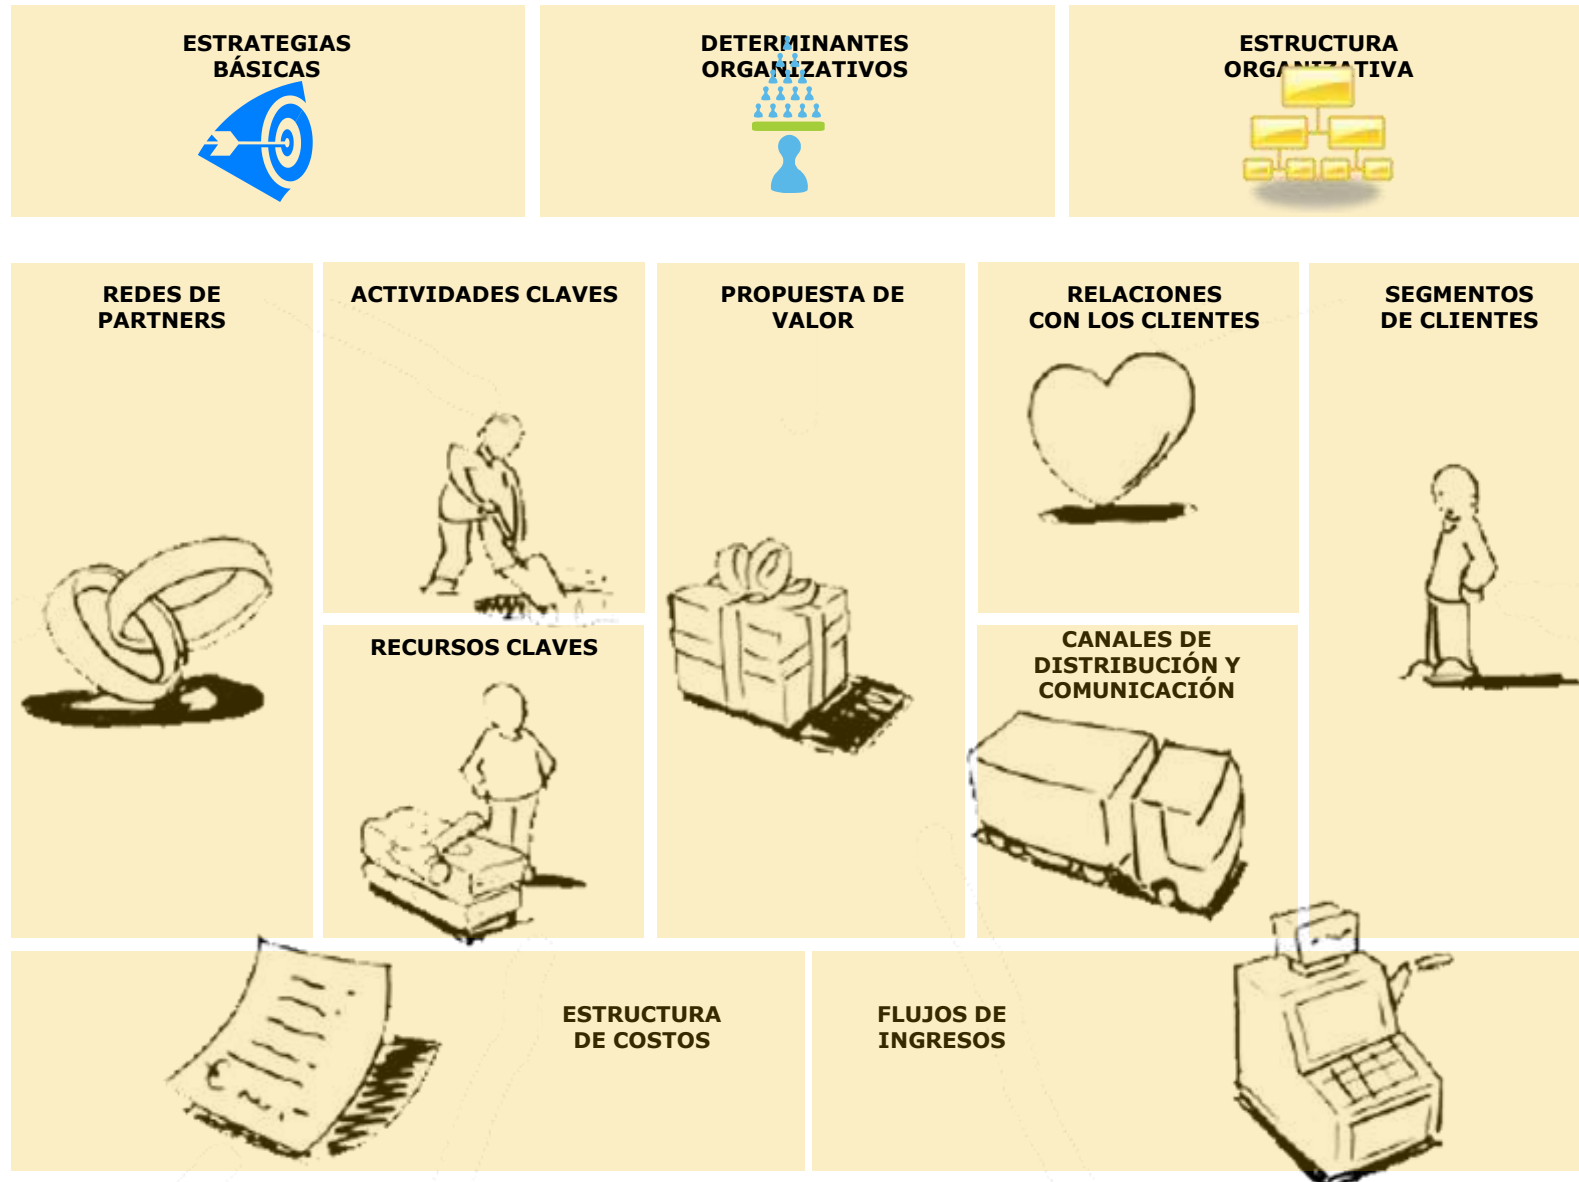 ESTRATEGIAS
BÁSICAS
DETERMINANTES
ORGANIZATIVOS
ESTRUCTURA
ORGANIZATIVA
REDES DE
PARTNERS
ACTIVIDADES CLAVES
PROPUESTA DE
VALOR
RELACIONES
CON LOS CLIENTES
SEGMENTOS
DE CLIENTES
RECURSOS CLAVES
CANALES DE
DISTRIBUCIÓN Y
COMUNICACIÓN
ESTRUCTURA
DE COSTOS
FLUJOS DE
INGRESOS